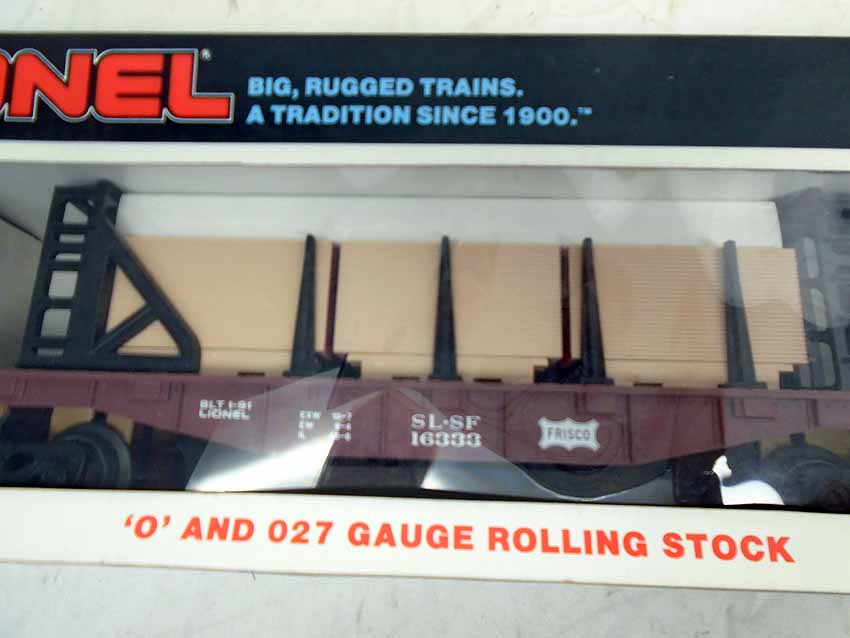 ONEL®
BIG, RUGGED TRAINS.
A TRADITION SINCE 1900.™
BLT 1-91
LIONEL
EW
SL-SF
16333
FRISCO
'O' AND 027 GAUGE ROLLING STOCK